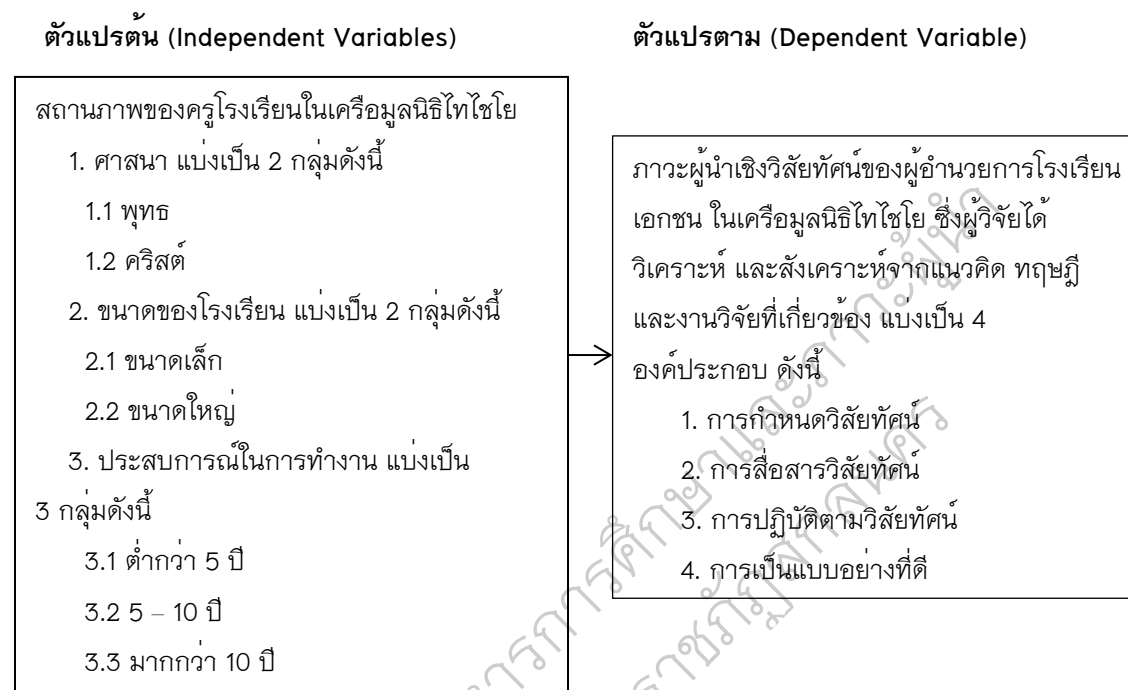 ตัวแปรต้น (Independent Variables)
สถานภาพของครูโรงเรียนในเครือมูลนิธิไทไชโย
1. ศาสนา แบ่งเป็น 2 กลุ่มดังนี้
1.1 พุทธ
1.2 คริสต์
2. ขนาดของโรงเรียน แบ่งเป็น 2 กลุ่มดังนี้
2.1 ขนาดเล็ก
2.2 ขนาดใหญ่
3. ประสบการณ์ในการทำงาน แบ่งเป็น
3 กลุ่มดังนี้
3.1 ต่ำกว่า 5 ปี
3.2 5 – 10 ปี
3.3 มากกว่า 10 ปี
ตัวแปรตาม (Dependent Variable)
ภาวะผู้นำเชิงวิสัยทัศน์ของผู้อำนวยการโรงเรียน
เอกชน ในเครือมูลนิธิไทไชโย ซึ่งผู้วิจัยได้
วิเคราะห์ และสังเคราะห์จากแนวคิด ทฤษฎี
และงานวิจัยที่เกี่ยวข้อง แบ่งเป็น 4
องค์ประกอบ ดังนี้
1. การกำหนดวิสัยทัศน์
2. การสื่อสารวิสัยทัศน์
3. การปฏิบัติตามวิสัยทัศน์
4. การเป็นแบบอย่างที่ดี